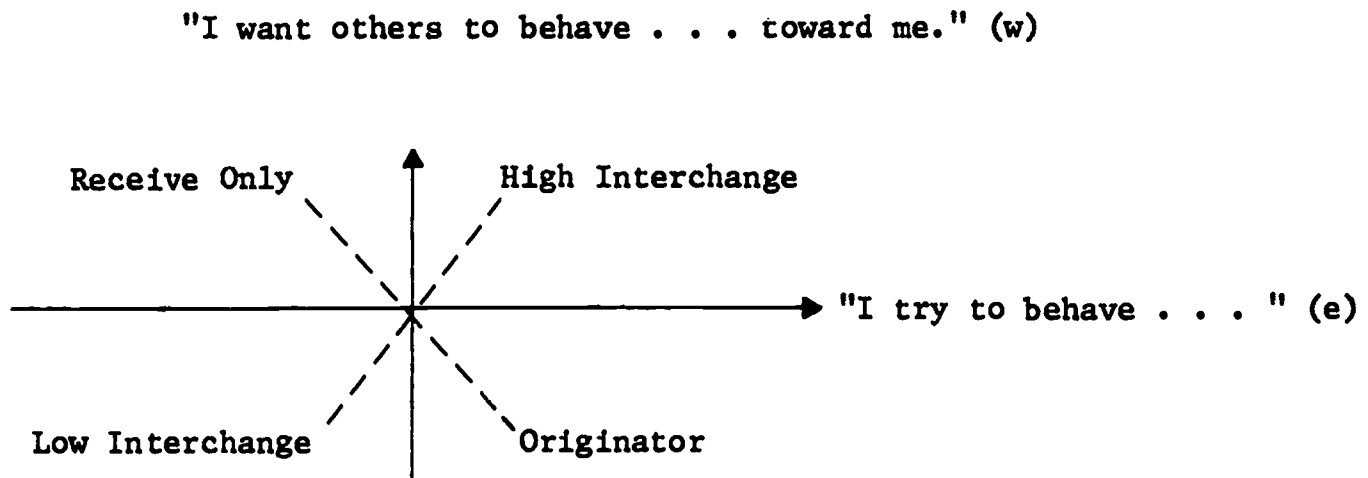 "I want others to behave . . . toward me." (w)
Receive Only
High Interchange
"I try to behave . . . " (e)
Low Interchange
Originator